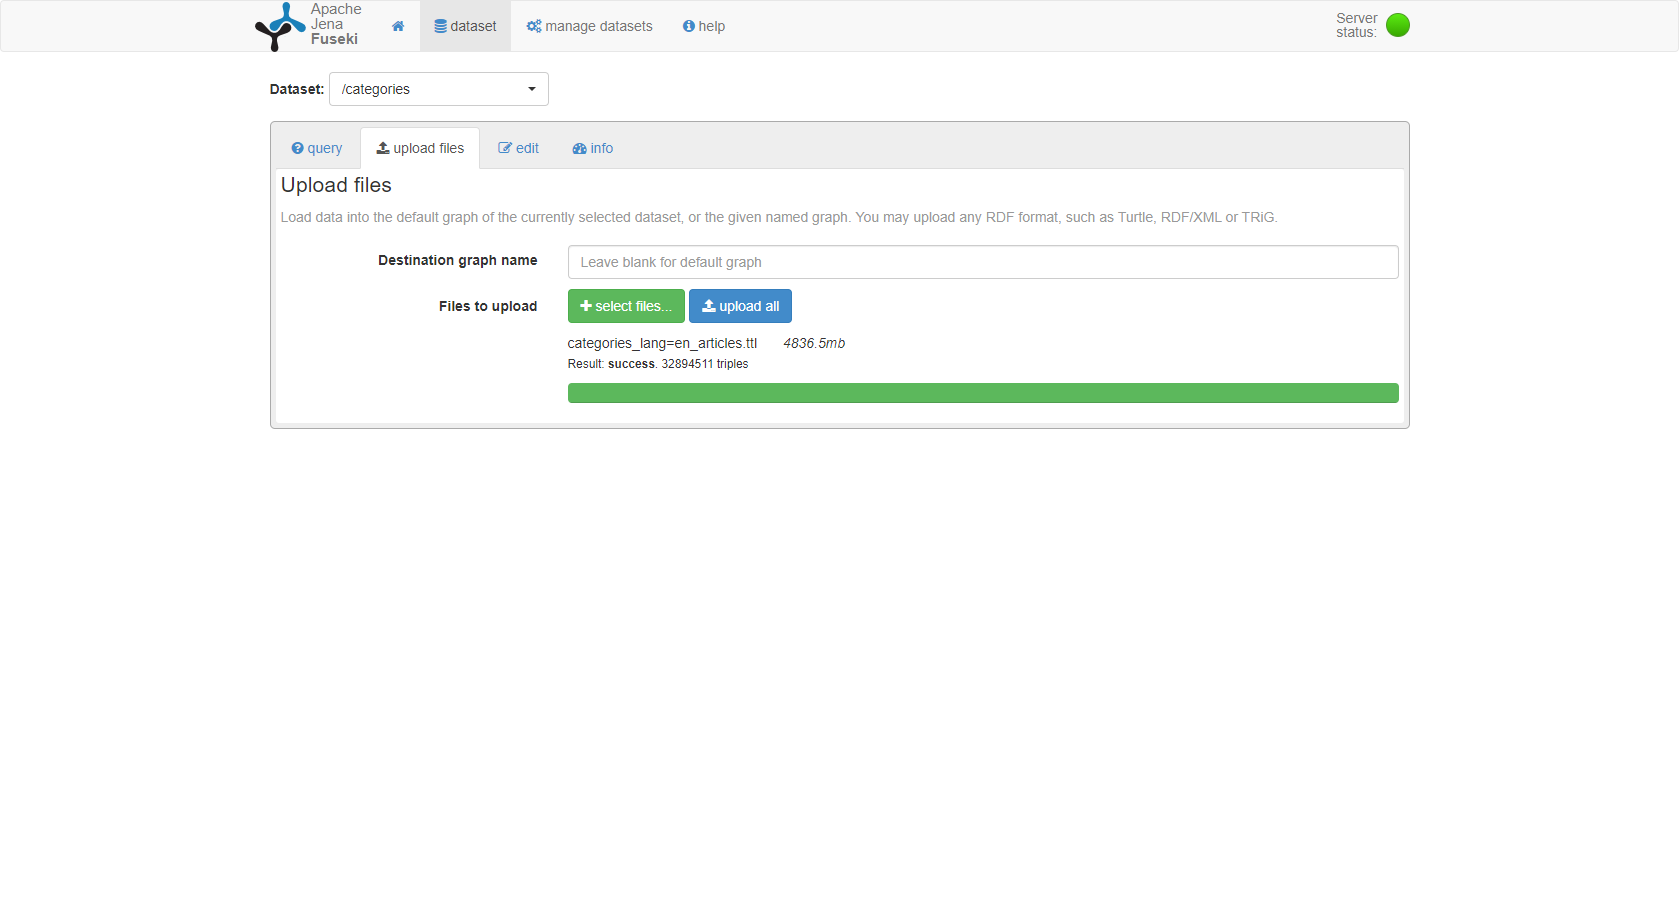 Apache
Jena
Fuseki
dataset
manage datasets
help
Server
status:
Dataset:
/categories
query
upload files
edit
info
Upload files
Load data into the default graph of the currently selected dataset, or the given named graph. You may upload any RDF format, such as Turtle, RDF/XML or TRiG.
Destination graph name
Leave blank for default graph
Files to upload
select files...
upload all
categories_lang=en_articles.ttl 4836.5mb
Result: success. 32894511 triples